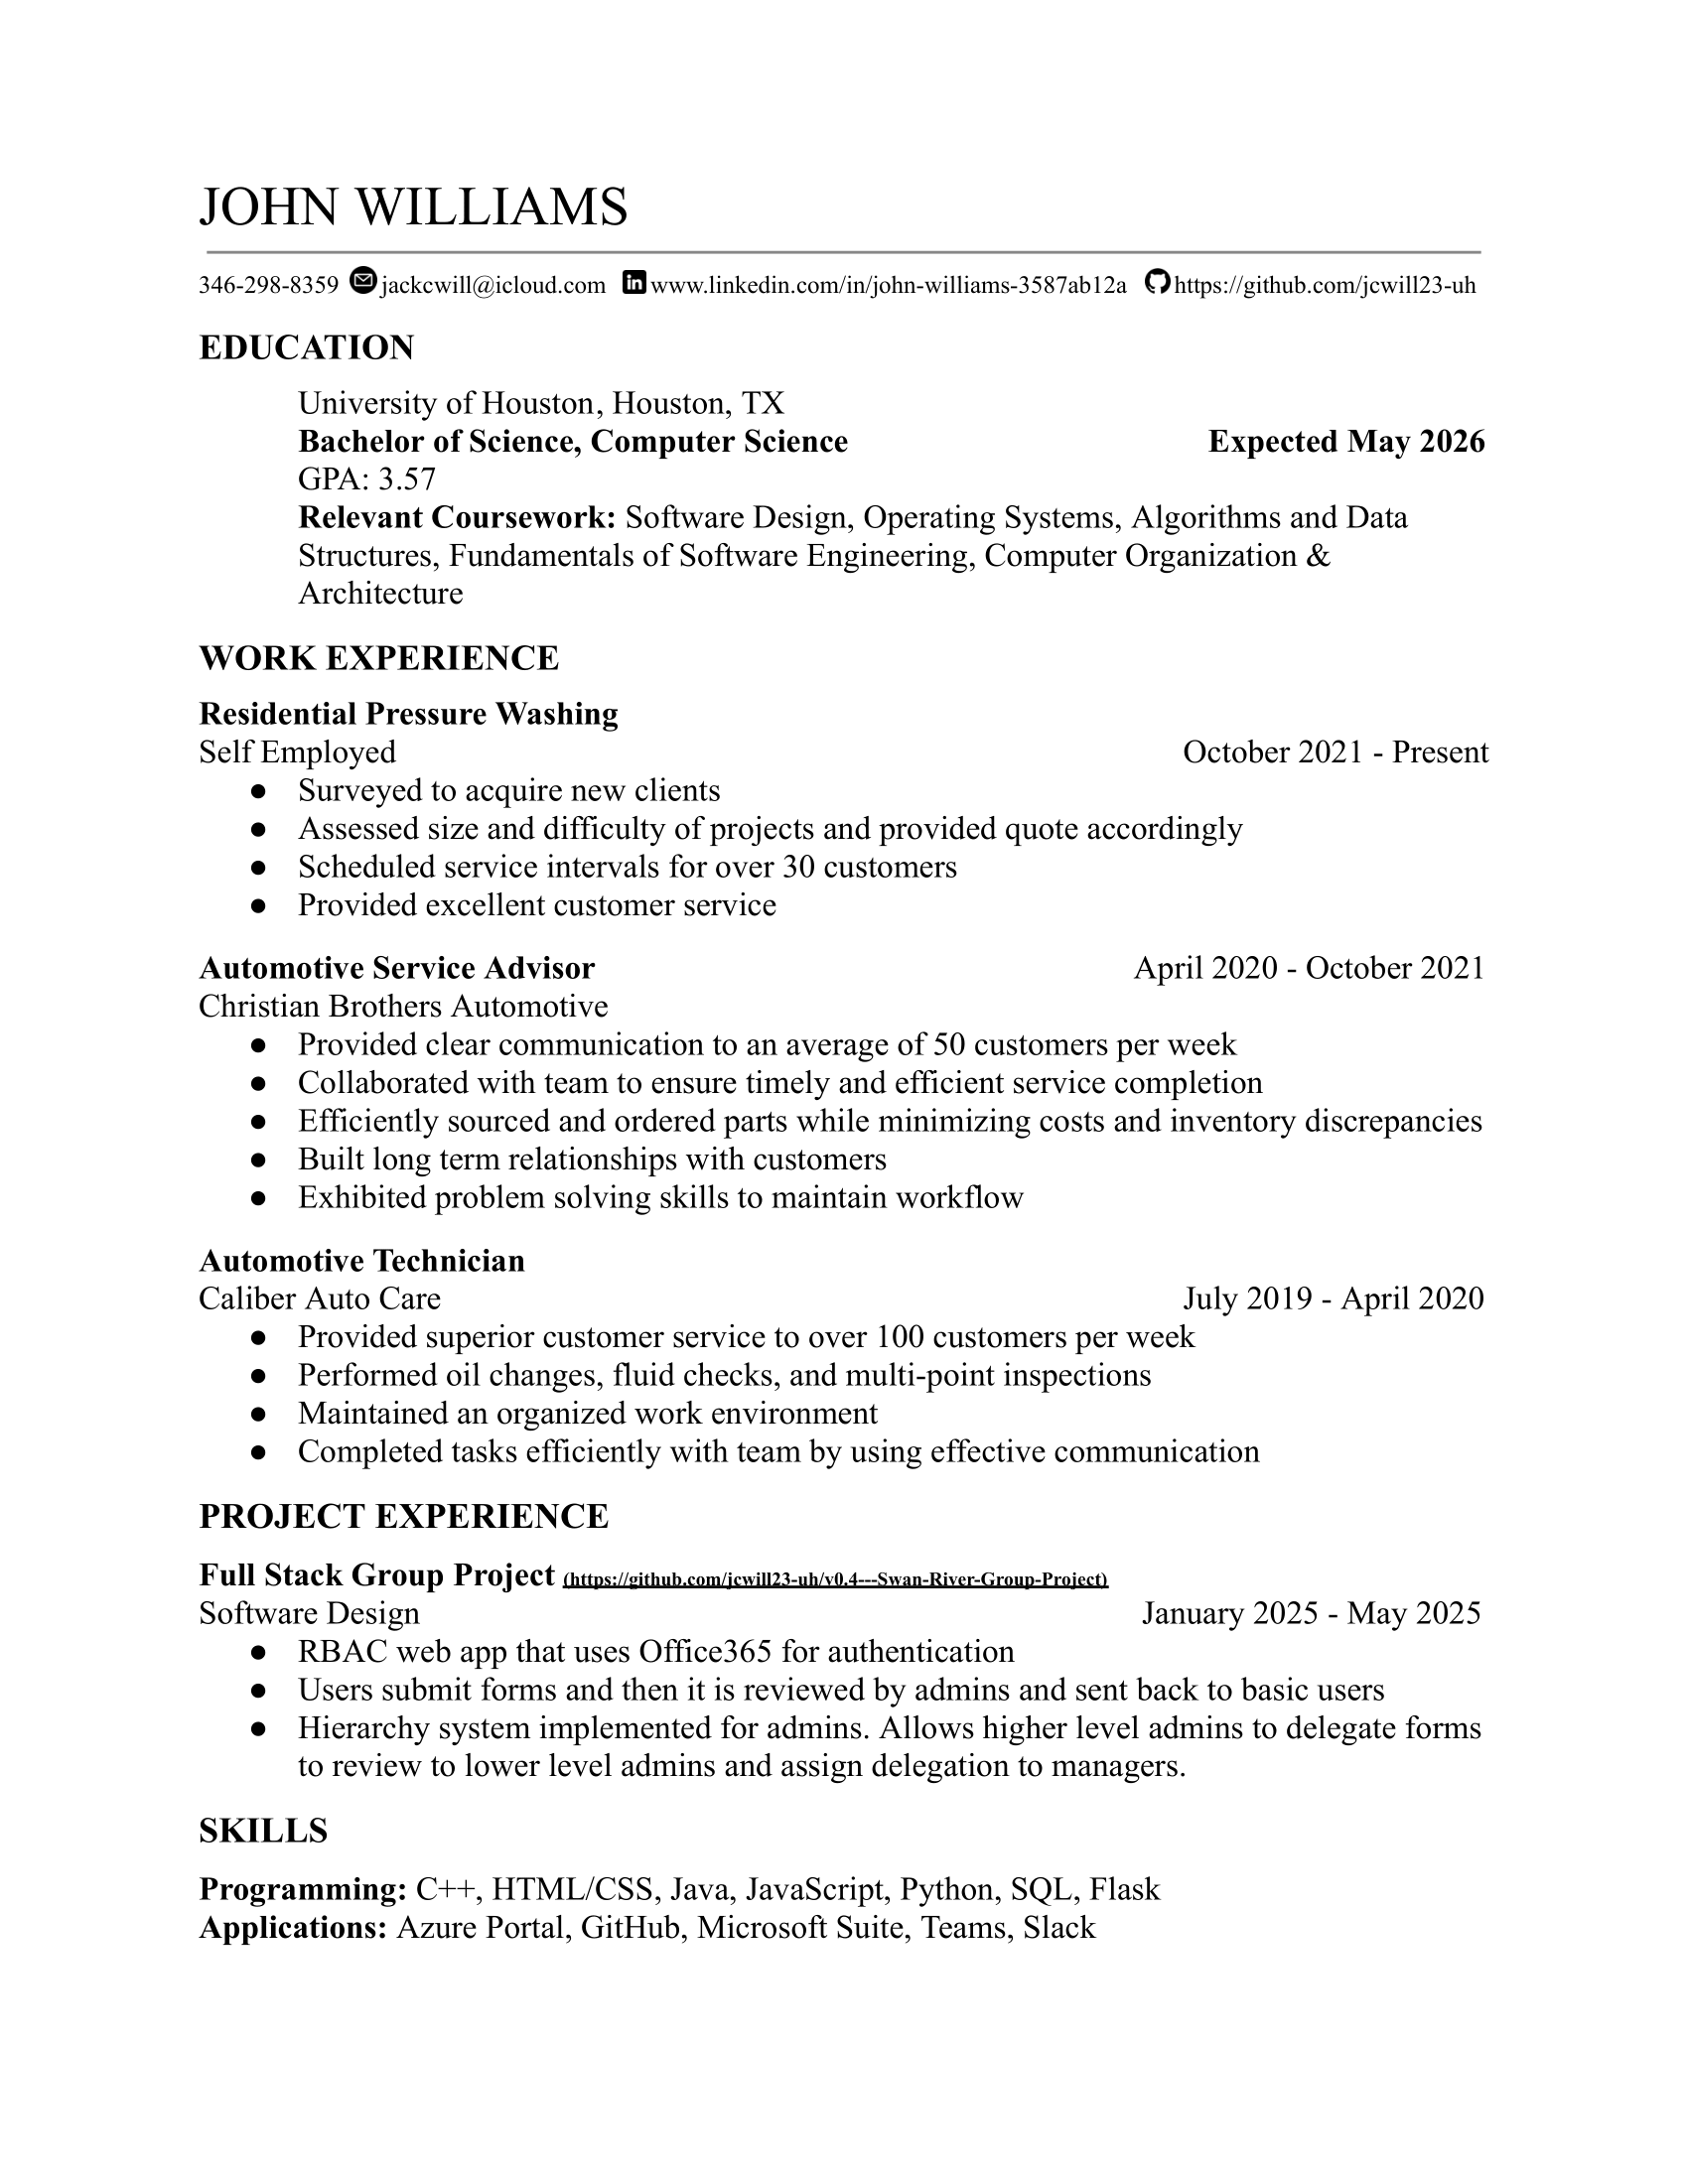 JOHN WILLIAMS
346-298-8359 jackcwill@icloud.com www.linkedin.com/in/john-williams-3587ab12a https://github.com/jcwill23-uh
EDUCATION
University of Houston, Houston, TX
Bachelor of Science, Computer Science Expected May 2026
GPA: 3.57
Relevant Coursework: Software Design, Operating Systems, Algorithms and Data
Structures, Fundamentals of Software Engineering, Computer Organization &
Architecture
WORK EXPERIENCE
Residential Pressure Washing
Self Employed October 2021 - Present
● Surveyed to acquire new clients
● Assessed size and difficulty of projects and provided quote accordingly
● Scheduled service intervals for over 30 customers
● Provided excellent customer service
Automotive Service Advisor April 2020 - October 2021
Christian Brothers Automotive
● Provided clear communication to an average of 50 customers per week
● Collaborated with team to ensure timely and efficient service completion
● Efficiently sourced and ordered parts while minimizing costs and inventory discrepancies
● Built long term relationships with customers
● Exhibited problem solving skills to maintain workflow
Automotive Technician
Caliber Auto Care July 2019 - April 2020
● Provided superior customer service to over 100 customers per week
● Performed oil changes, fluid checks, and multi-point inspections
● Maintained an organized work environment
● Completed tasks efficiently with team by using effective communication
PROJECT EXPERIENCE
Full Stack Group Project (https://github.com/jcwill23-uh/v0.4---Swan-River-Group-Project)
Software Design January 2025 - May 2025
● RBAC web app that uses Office365 for authentication
● Users submit forms and then it is reviewed by admins and sent back to basic users
● Hierarchy system implemented for admins. Allows higher level admins to delegate forms
to review to lower level admins and assign delegation to managers.
SKILLS
Programming: C++, HTML/CSS, Java, JavaScript, Python, SQL, Flask
Applications: Azure Portal, GitHub, Microsoft Suite, Teams, Slack